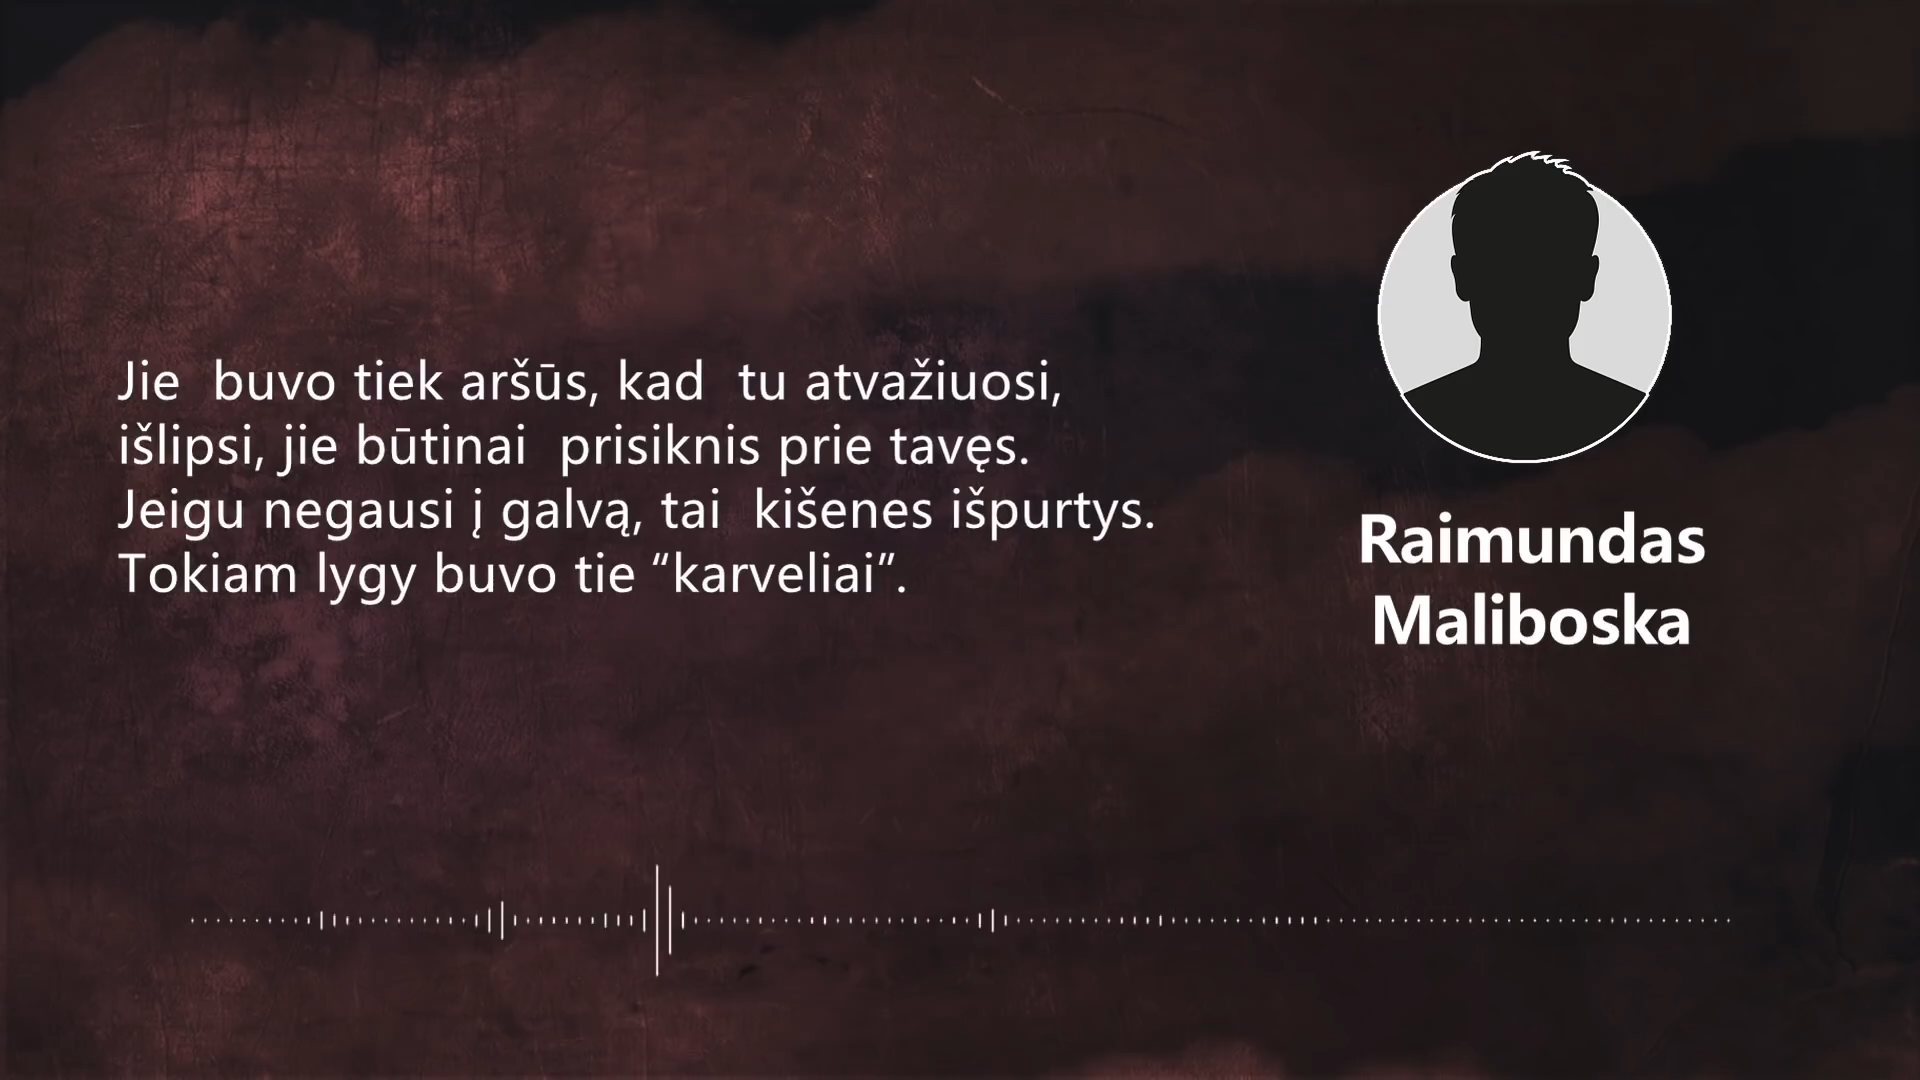 Jie buvo tiek aršūs, kad tu atvažiuosi,
išlipsi, jie būtinai prisiknis prie tavęs.
Jeigu negausi į galvą, tai kišenes išpurtys.
Tokiam lygy buvo tie “karveliai”.
Raimundas
Maliboska